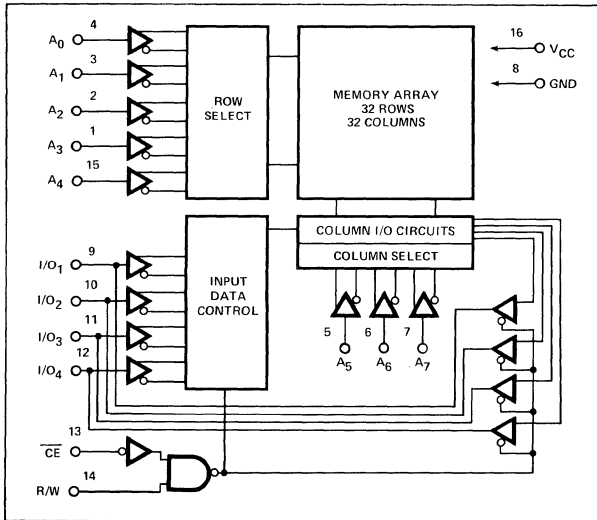 A0 4
A1 3
A2 2
A3 1
A4 15
ROW
SELECT
MEMORY ARRAY
32 ROWS
32 COLUMNS
16 VCC
8 GND
COLUMN I/O CIRCUITS
COLUMN SELECT
5 6 7
A5 A6 A7
I/O1 9
I/O2 10
I/O3 11
I/O4 12
INPUT
DATA
CONTROL
CE 13
R/W 14